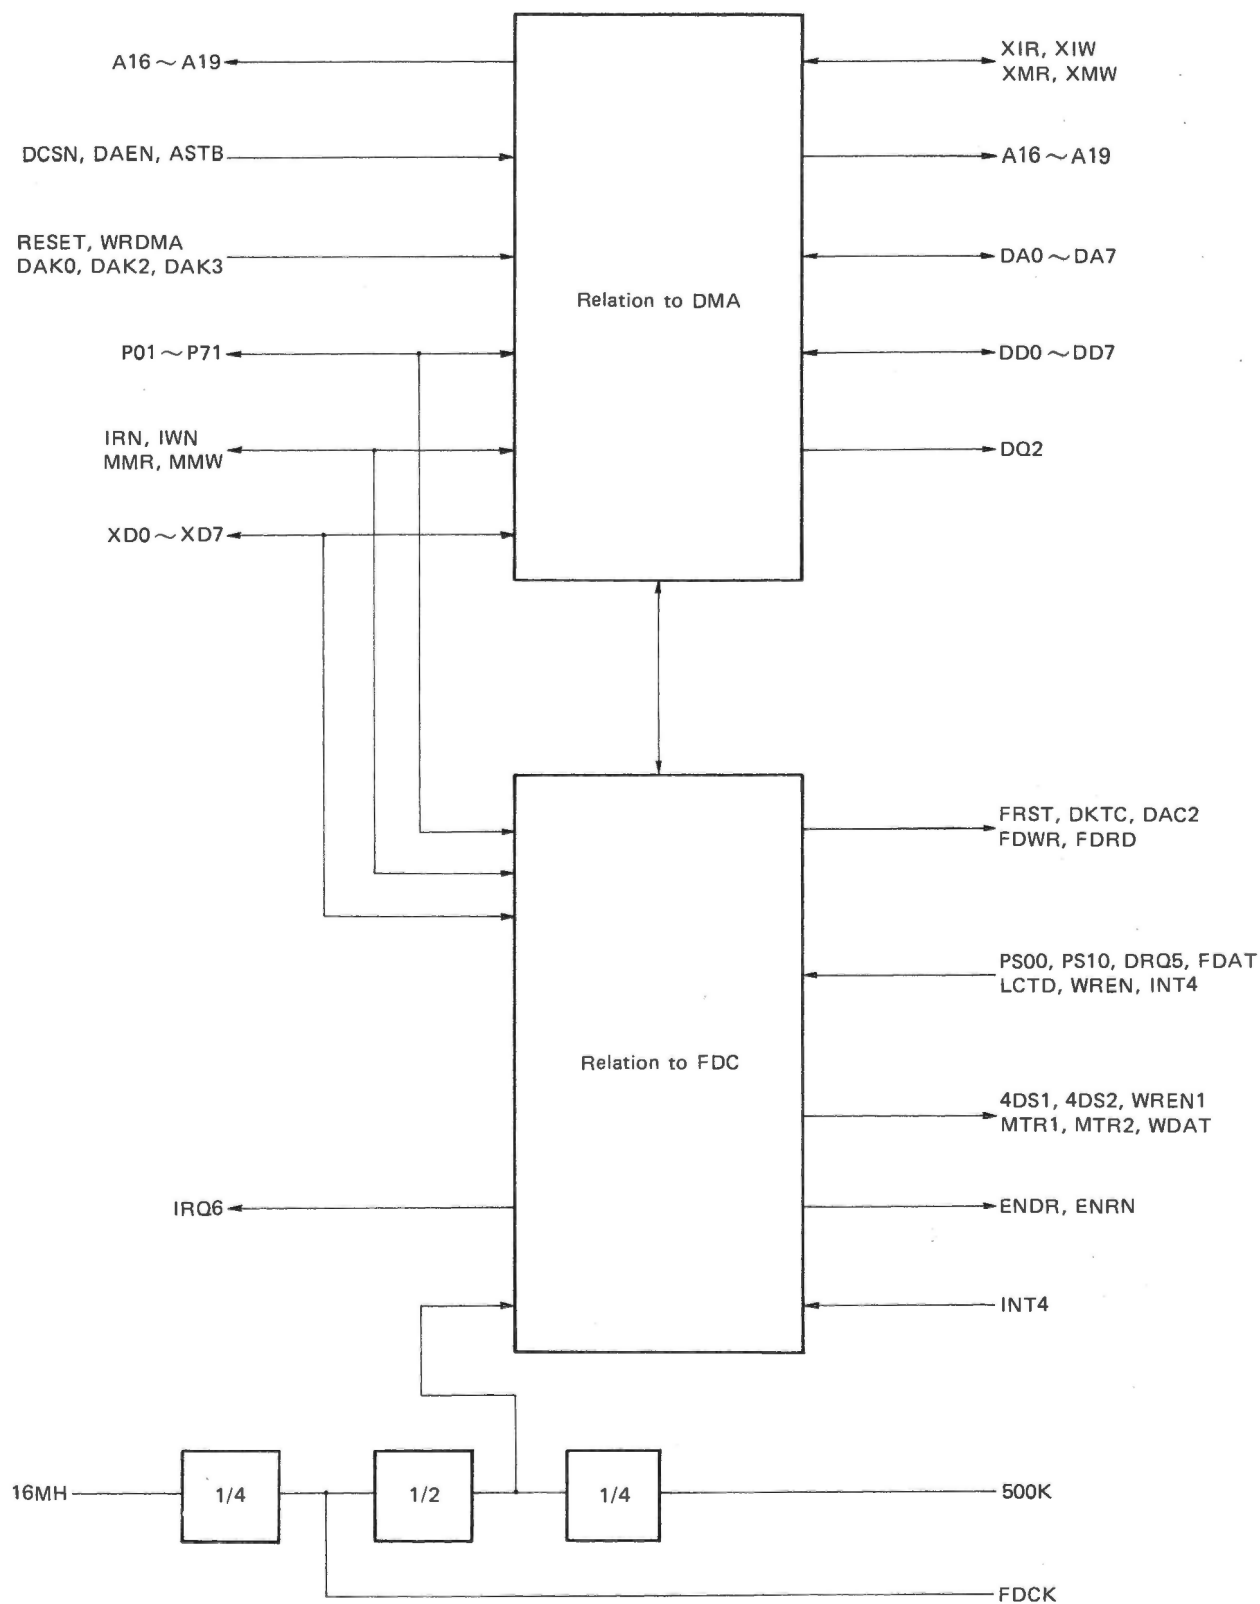 A16～A19
XIR, XIW
XMR, XMW
DCSN, DAEN, ASTB
A16～A19
RESET, WRDMA
DAK0, DAK2, DAK3
DA0～DA7
Relation to DMA
P01～P71
DD0～DD7
IRN, IWN
MMR, MMW
DQ2
XD0～XD7
FRST, DKTC, DAC2
FDWR, FDRD
PS00, PS10, DRQ5, FDAT
LCTD, WREN, INT4
Relation to FDC
4DS1, 4DS2, WREN1
MTR1, MTR2, WDAT
IRQ6
ENDR, ENRN
INT4
16MH
1/4
1/2
1/4
500K
FDCK